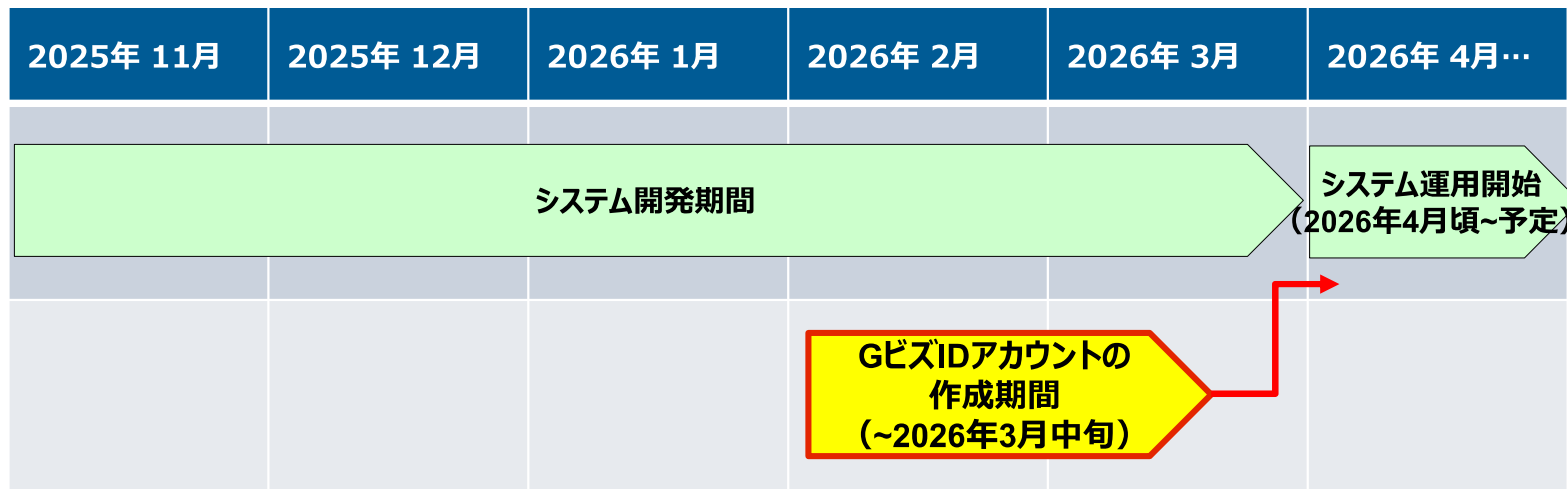 2025年 11月
2025年 12月
2026年 1月
2026年 2月
2026年 3月
2026年 4月…
システム開発期間
システム運用開始
（2026年4月頃~予定）
GビズIDアカウントの
作成期間
（~2026年3月中旬）